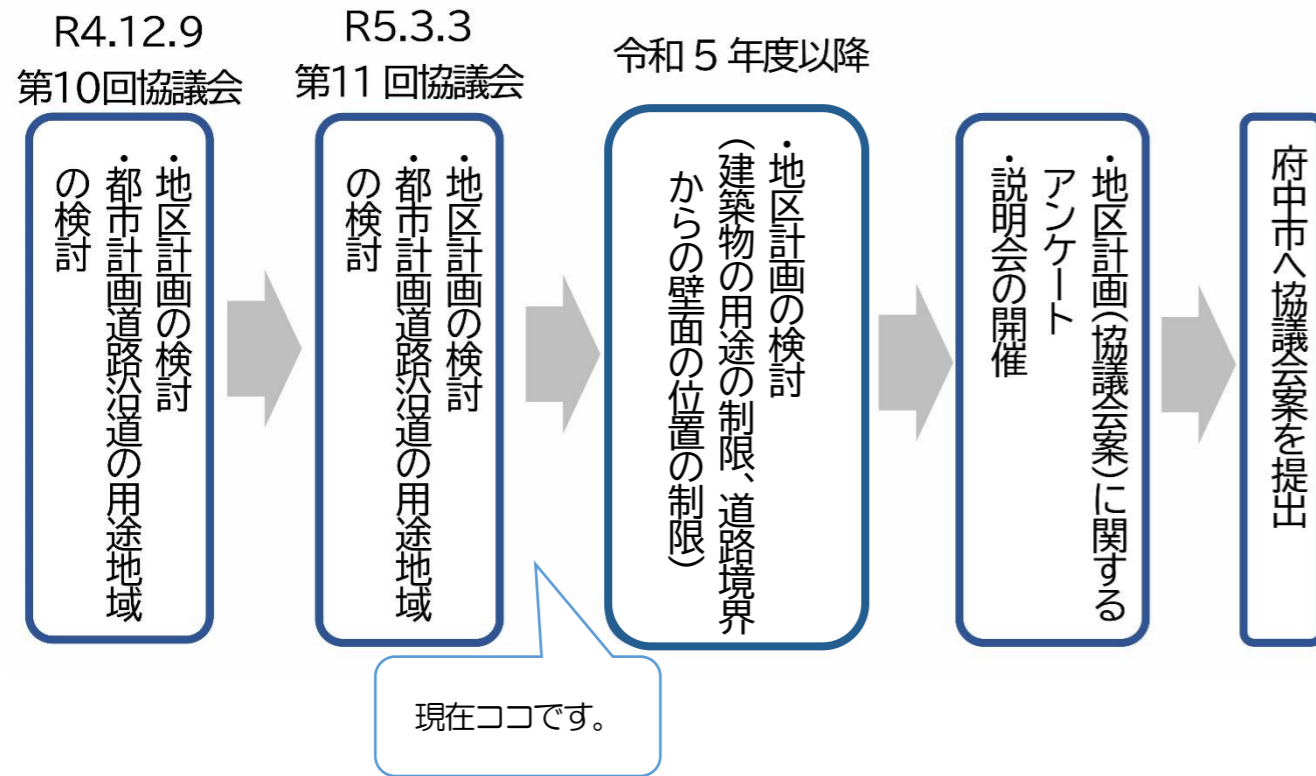 R4.12.9
第10回協議会
・地区計画の検討
・都市計画道路沿道の用途地域
の検討
R5.3.3
第11回協議会
・地区計画の検討
・都市計画道路沿道の用途地域
の検討
令和5年度以降
・地区計画の検討
（建築物の用途の制限、道路境界
からの壁面の位置の制限）
・地区計画（協議会案）に関する
アンケート
・説明会の開催
府中市へ協議会案を提出
現在ココです。